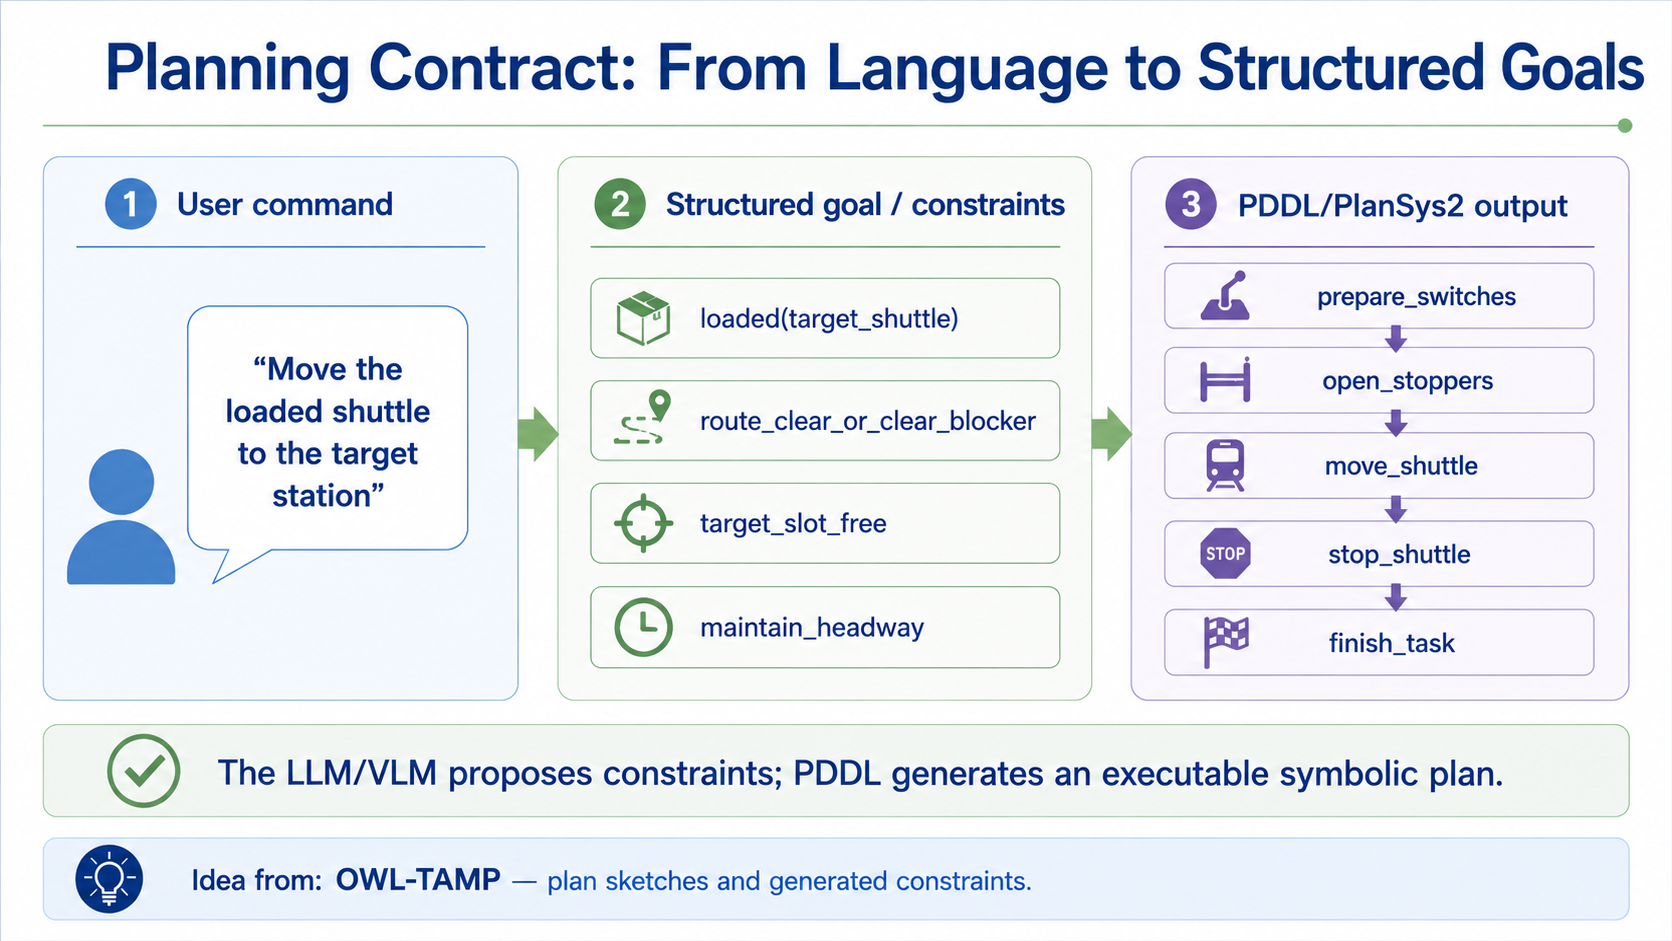 Planning Contract: From Language to Structured Goals
1 User command
“Move the
loaded shuttle
to the target
station”
2 Structured goal / constraints
loaded(target_shuttle)
route_clear_or_clear_blocker
target_slot_free
maintain_headway
3 PDDL/PlanSys2 output
prepare_switches
open_stoppers
move_shuttle
STOP stop_shuttle
finish_task
The LLM/VLM proposes constraints; PDDL generates an executable symbolic plan.
Idea from: OWL-TAMP — plan sketches and generated constraints.